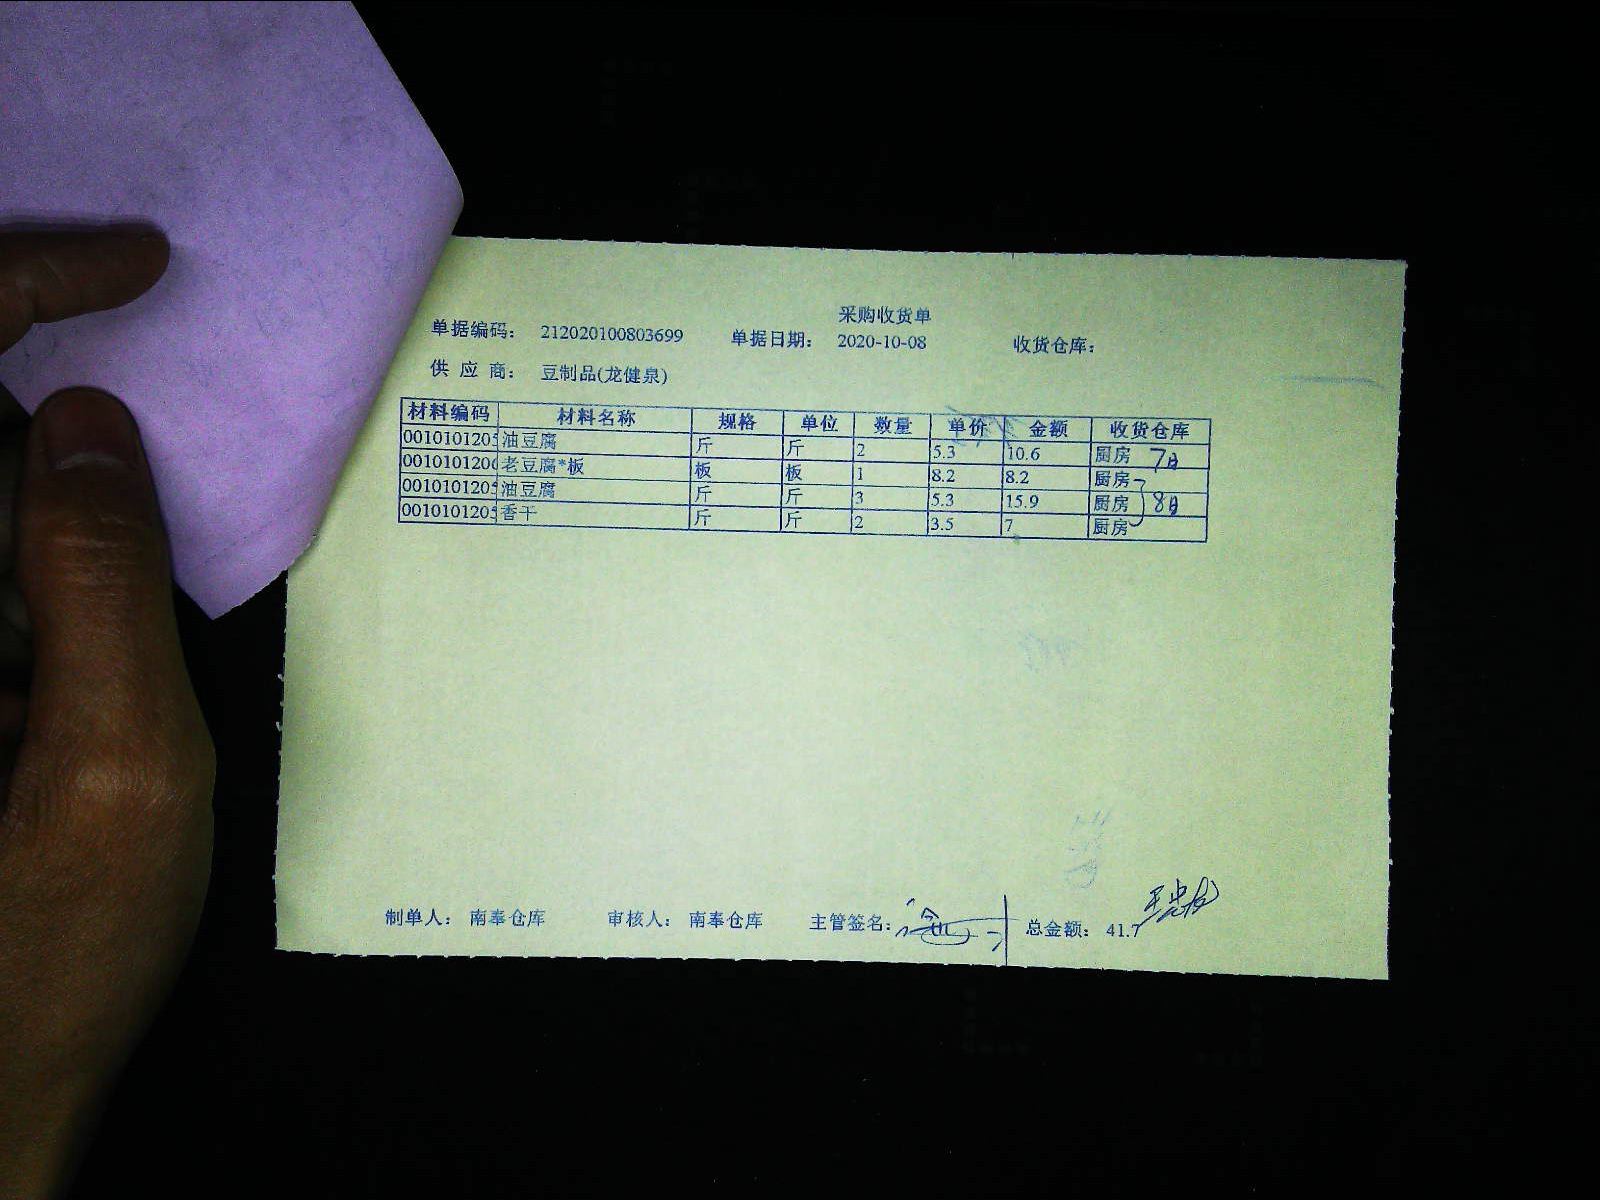 采购收货单
单据编码： 212020100803699 单据日期： 2020-10-08 收货仓库：
供 应 商： 豆制品(龙健泉)
材料编码 材料名称 规格 单位 数量 单价 金额 收货仓库
0010101205 油豆腐 斤 斤 2 5.3 10.6 厨房 7日
001010120 老豆腐*板 板 板 1 8.2 8.2 厨房
0010101205 油豆腐 斤 斤 3 5.3 15.9 厨房 8日
0010101205 香干 斤 斤 2 3.5 7 厨房
制单人： 南奉仓库 审核人： 南奉仓库 主管签名： 总金额： 41.7